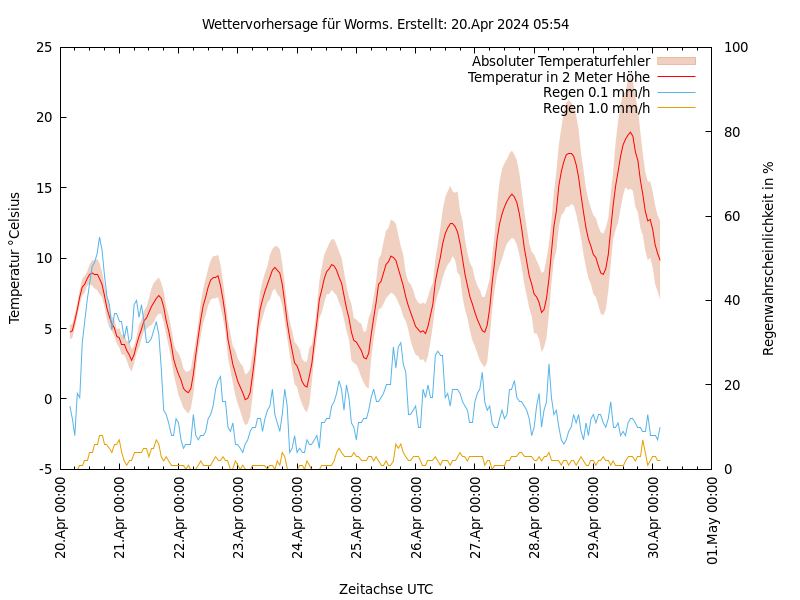 Wettervorhersage für Worms. Erstellt: 20.Apr 2024 05:54
Absoluter Temperaturfehler
Temperatur in 2 Meter Höhe
Regen 0.1 mm/h
Regen 1.0 mm/h
Temperatur °Celsius
25
20
15
10
5
0
-5
100
80
60
40
20
0
Regenwahrscheinlichkeit in %
20.Apr 00:00
21.Apr 00:00
22.Apr 00:00
23.Apr 00:00
24.Apr 00:00
25.Apr 00:00
26.Apr 00:00
27.Apr 00:00
28.Apr 00:00
29.Apr 00:00
30.Apr 00:00
01.May 00:00
Zeitachse UTC